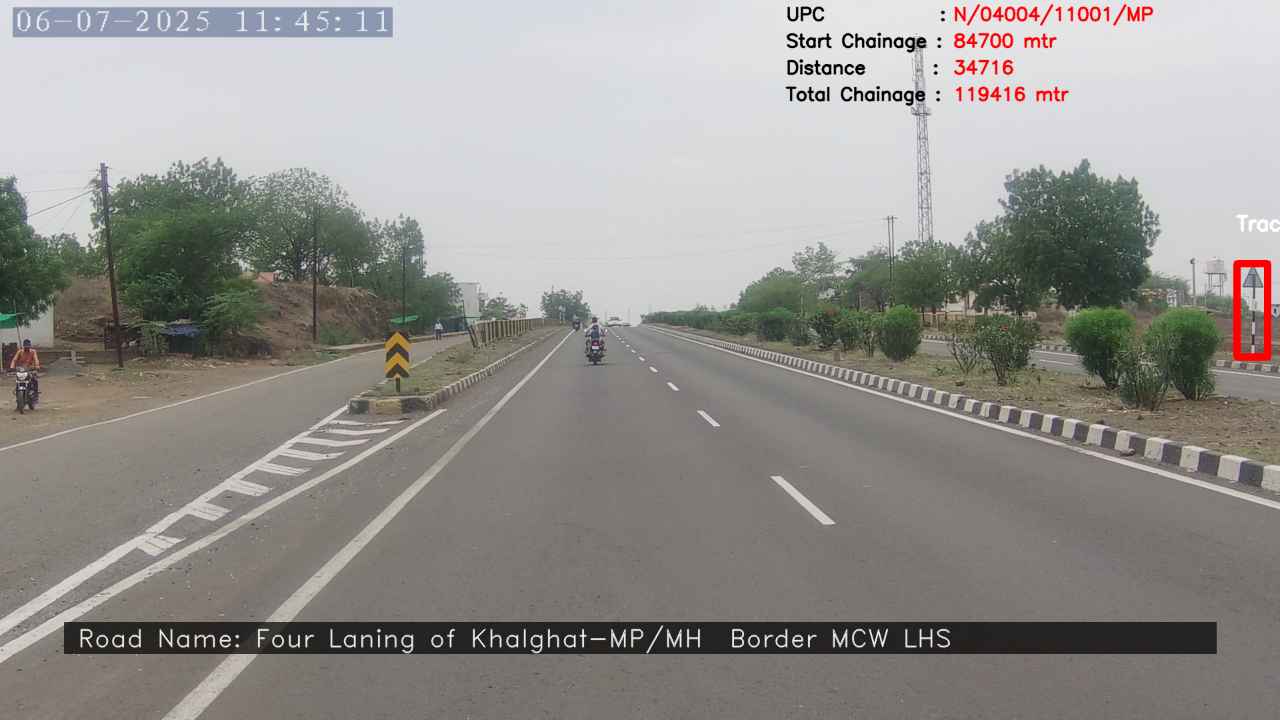 06-07-2025 11:45:11
UPC : N/04004/11001/MP
Start Chainage : 84700 mtr
Distance : 34716
Total Chainage : 119416 mtr
Trac
Road Name: Four Laning of Khalghat-MP/MH Border MCW LHS